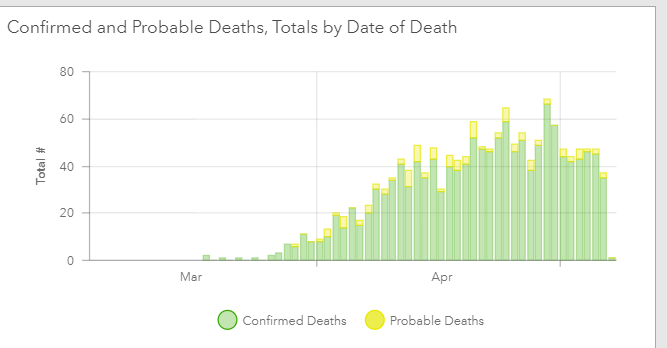 Confirmed and Probable Deaths, Totals by Date of Death
80
60
40
20
0
Total #
Mar
Apr
Confirmed Deaths
Probable Deaths